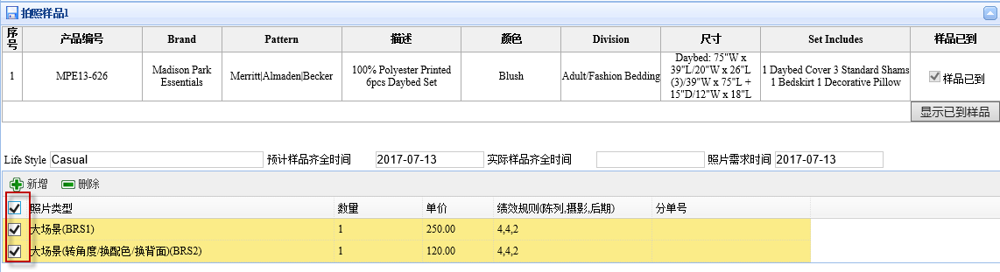 拍照样品1
序号 产品编号 Brand Pattern 描述 颜色 Division 尺寸 Set Includes 样品已到
1 MPE13-626 Madison Park Essentials Merritt|Almaden|Becker 100% Polyester Printed 6pcs Daybed Set Blush Adult/Fashion Bedding Daybed: 75"W x 39"L/20"W x 26"L (3)/39"W x 75"L + 15"D/12"W x 18"L 1 Daybed Cover 3 Standard Shams 1 Bedskirt 1 Decorative Pillow 样品已到
显示已到样品
Life Style Casual 预计样品齐全时间 2017-07-13 实际样品齐全时间 照片需求时间 2017-07-13
新增 删除
照片类型 数量 单价 绩效规则(陈列,摄影,后期) 分单号
大场景(BRS1) 1 250.00 4,4,2
大场景(转角度/换配色/换背面)(BRS2) 1 120.00 4,4,2